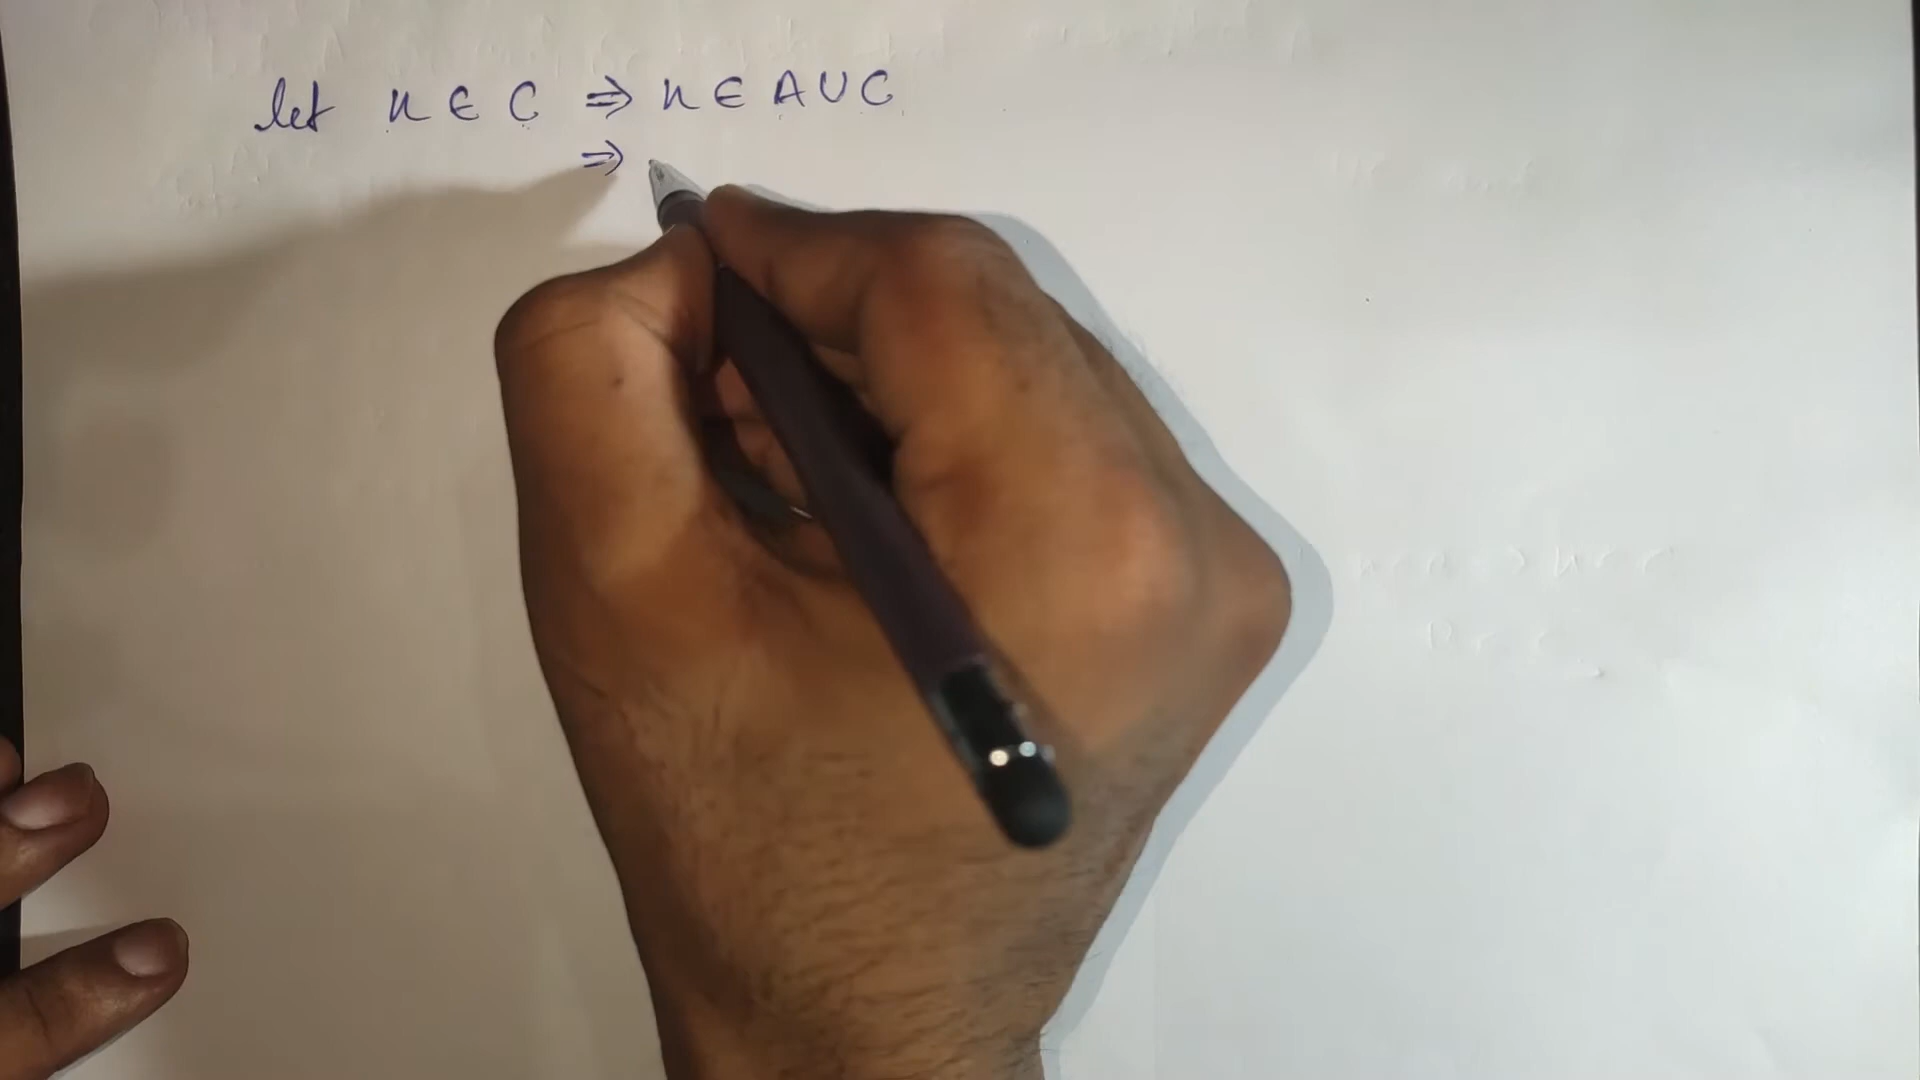 let x ∈ C ⇒ x ∈ A ∪ C
⇒